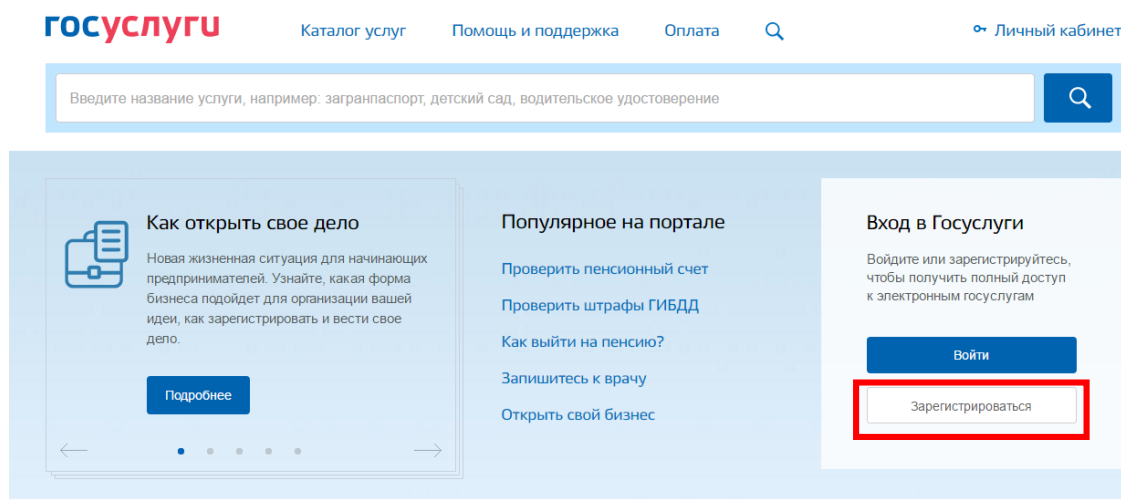 госуслуги
Каталог услуг
Помощь и поддержка
Оплата
Личный кабинет
Введите название услуги, например: загранпаспорт, детский сад, водительское удостоверение
Как открыть свое дело
Новая жизненная ситуация для начинающих
предпринимателей. Узнайте, какая форма
бизнеса подойдет для организации вашей
идеи, как зарегистрировать и вести свое
дело.
Подробнее
Популярное на портале
Проверить пенсионный счет
Проверить штрафы ГИБДД
Как выйти на пенсию?
Запишитесь к врачу
Открыть свой бизнес
Вход в Госуслуги
Войдите или зарегистрируйтесь,
чтобы получить полный доступ
к электронным госуслугам
Войти
Зарегистрироваться